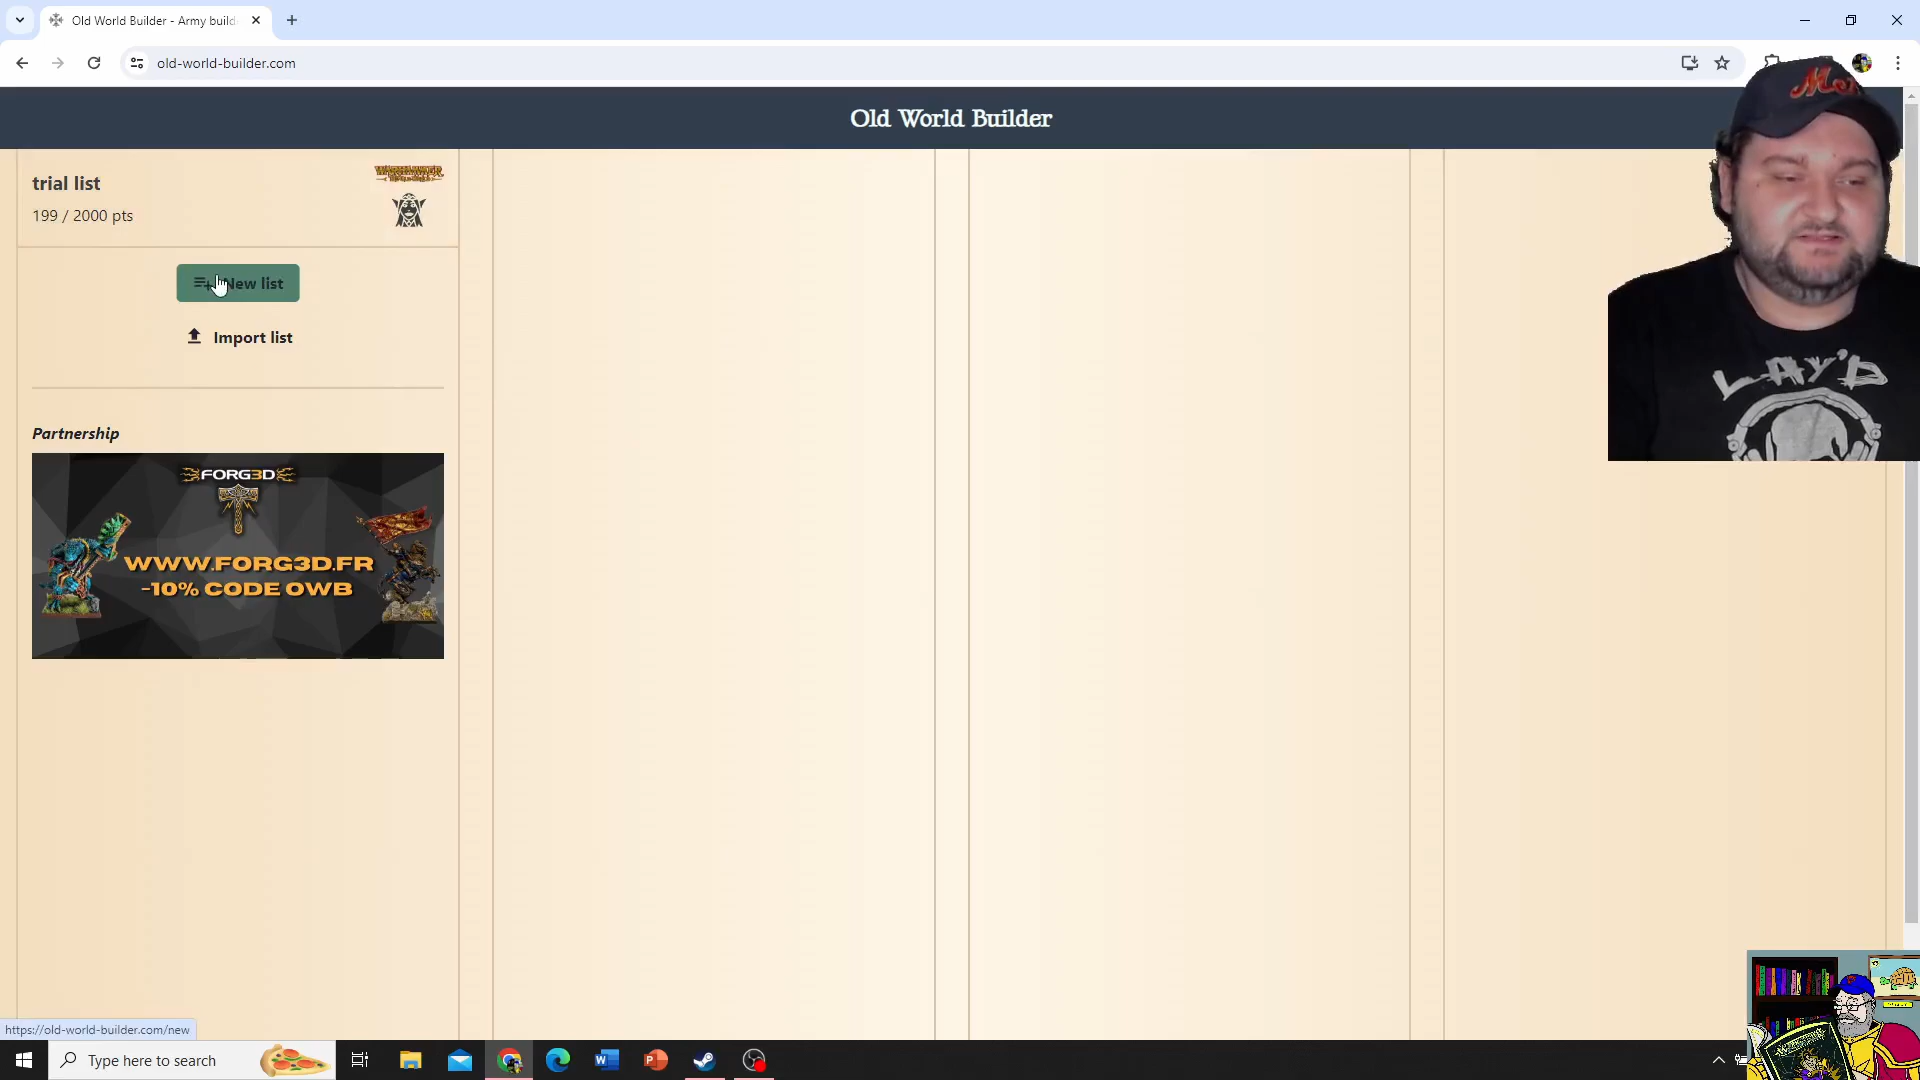 Old World Builder - Army build
old-world-builder.com
Old World Builder
trial list
199 / 2000 pts
WARHAMMER
New list
Import list
Partnership
FORG3D
WWW.FORG3D.FR
-10% CODE OWB
LAY'D
https://old-world-builder.com/new
Type here to search